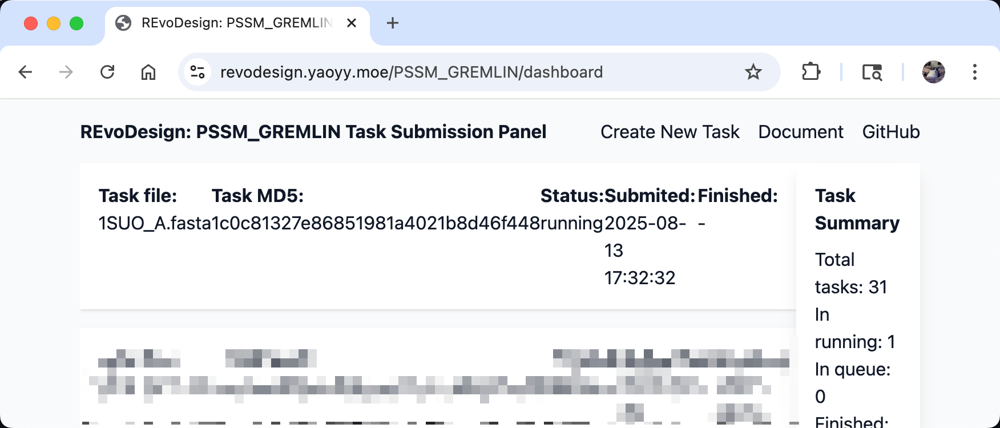 REvoDesign: PSSM_GREMLIN
revodesign.yaoyy.moe/PSSM_GREMLIN/dashboard
REvoDesign: PSSM_GREMLIN Task Submission Panel
Create New Task
Document
GitHub
Task file:
1SUO_A.fasta
Task MD5:
1c0c81327e86851981a4021b8d46f448
Status:
running
Submited:
2025-08-
13
17:32:32
Finished:
-
Task
Summary
Total
tasks: 31
In
running: 1
In queue:
0
Finished: